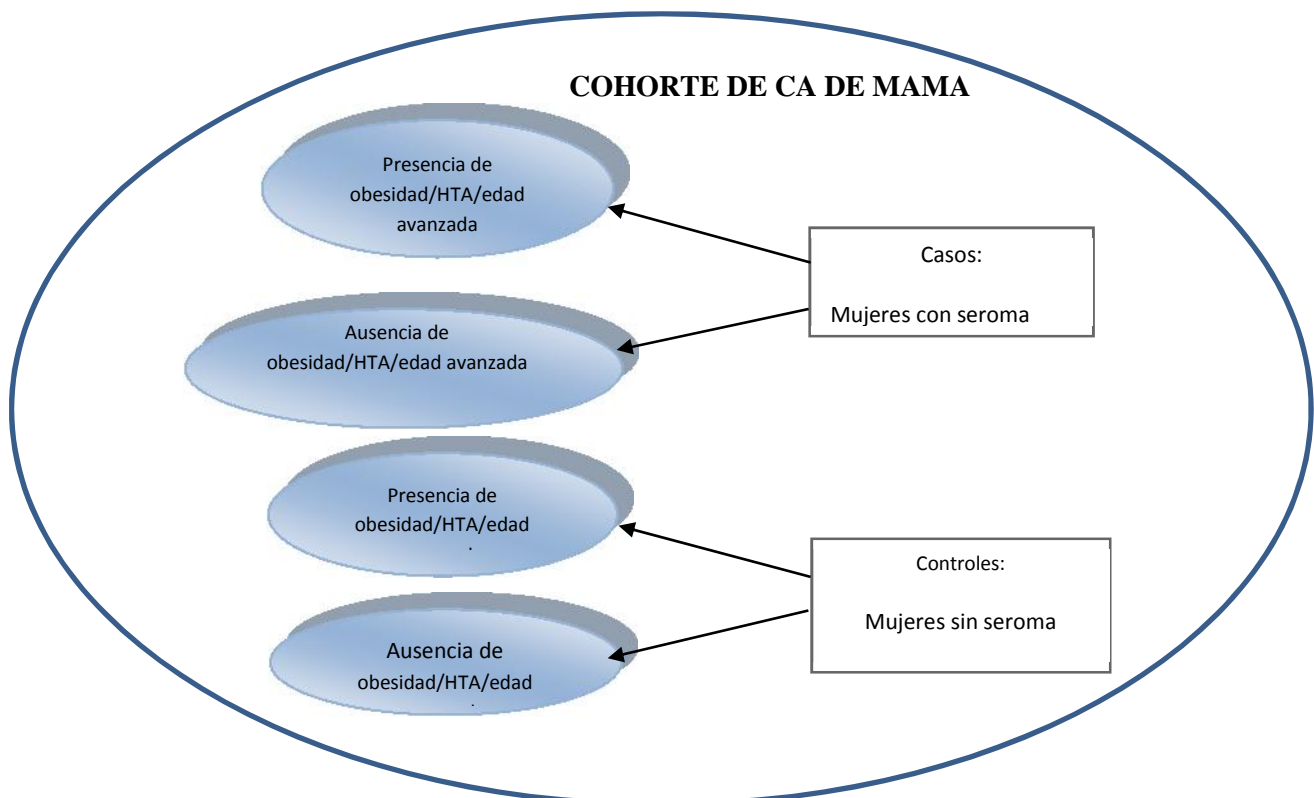 COHORTE DE CA DE MAMA
Presencia de
obesidad/HTA/edad
avanzada
Casos:
Mujeres con seroma
Ausencia de
obesidad/HTA/edad avanzada
Presencia de
obesidad/HTA/edad
Controles:
Mujeres sin seroma
Ausencia de
obesidad/HTA/edad